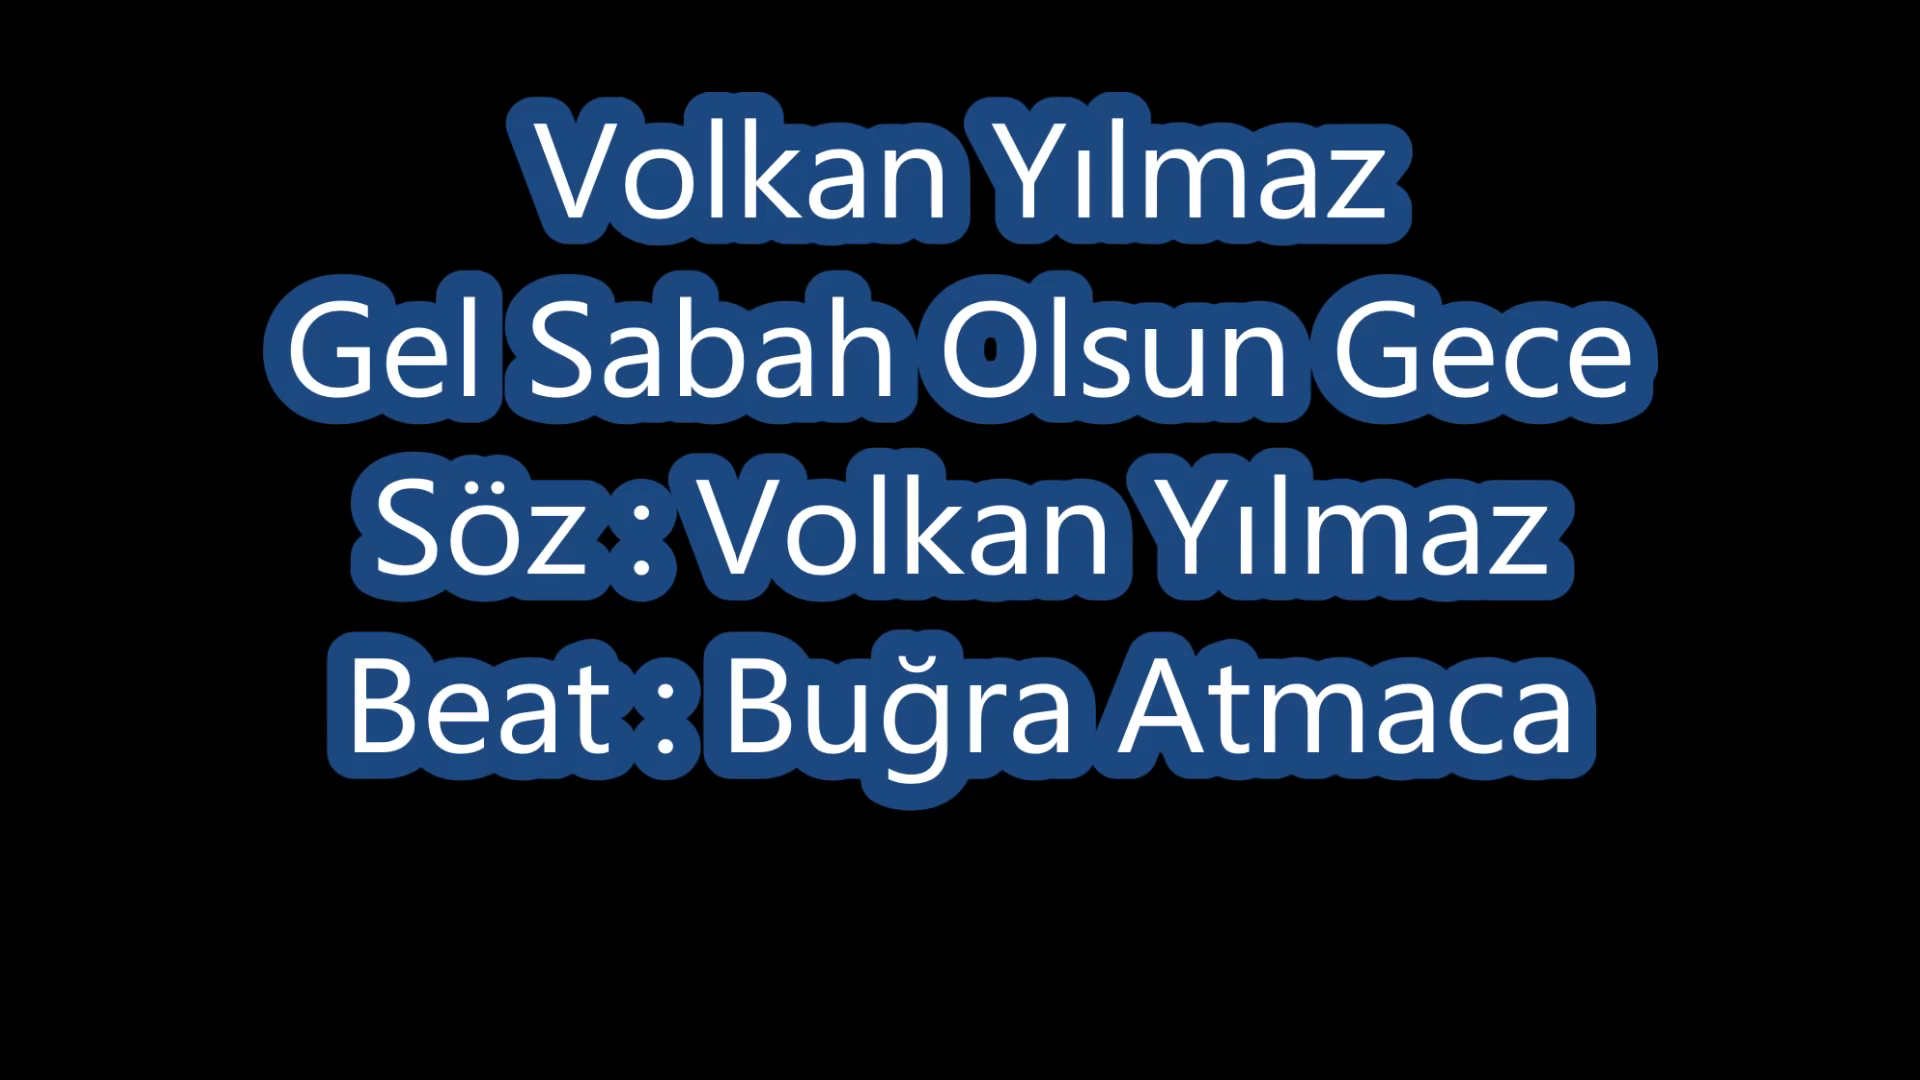 Volkan Yılmaz
Gel Sabah Olsun Gece
Söz : Volkan Yılmaz
Beat : Buğra Atmaca